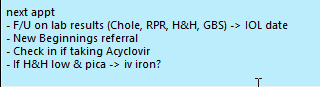 next appt
- F/U on lab results (Chole, RPR, H&H, GBS) -> IOL date
- New Beginnings referral
- Check in if taking Acyclovir
- If H&H low & pica -> iv iron?